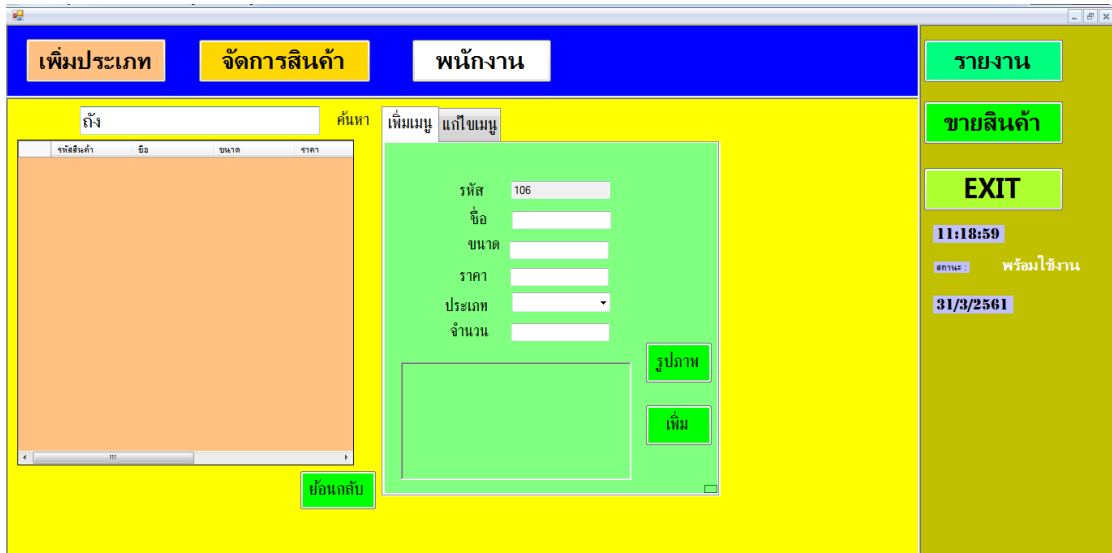 เพิ่มประเภท จัดการสินค้า พนักงาน รายงาน
ถัง ค้นหา เพิ่มเมนู แก้ไขเมนู ขายสินค้า
รหัสสินค้า ชื่อ ขนาด ราคา
รหัส 106 EXIT
ชื่อ
ขนาด 11:18:59
ราคา สถานะ : พร้อมใช้งาน
ประเภท 31/3/2561
จำนวน
รูปภาพ
เพิ่ม
ย้อนกลับ